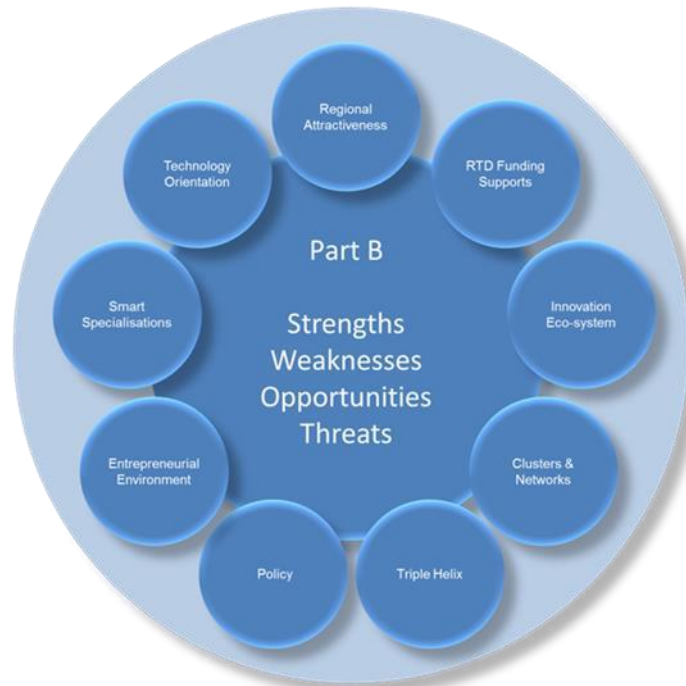 Regional
Attractiveness
RTD Funding
Supports
Innovation
Eco-system
Clusters &
Networks
Triple Helix
Policy
Entrepreneurial
Environment
Smart
Specialisations
Technology
Orientation
Part B
Strengths
Weaknesses
Opportunities
Threats